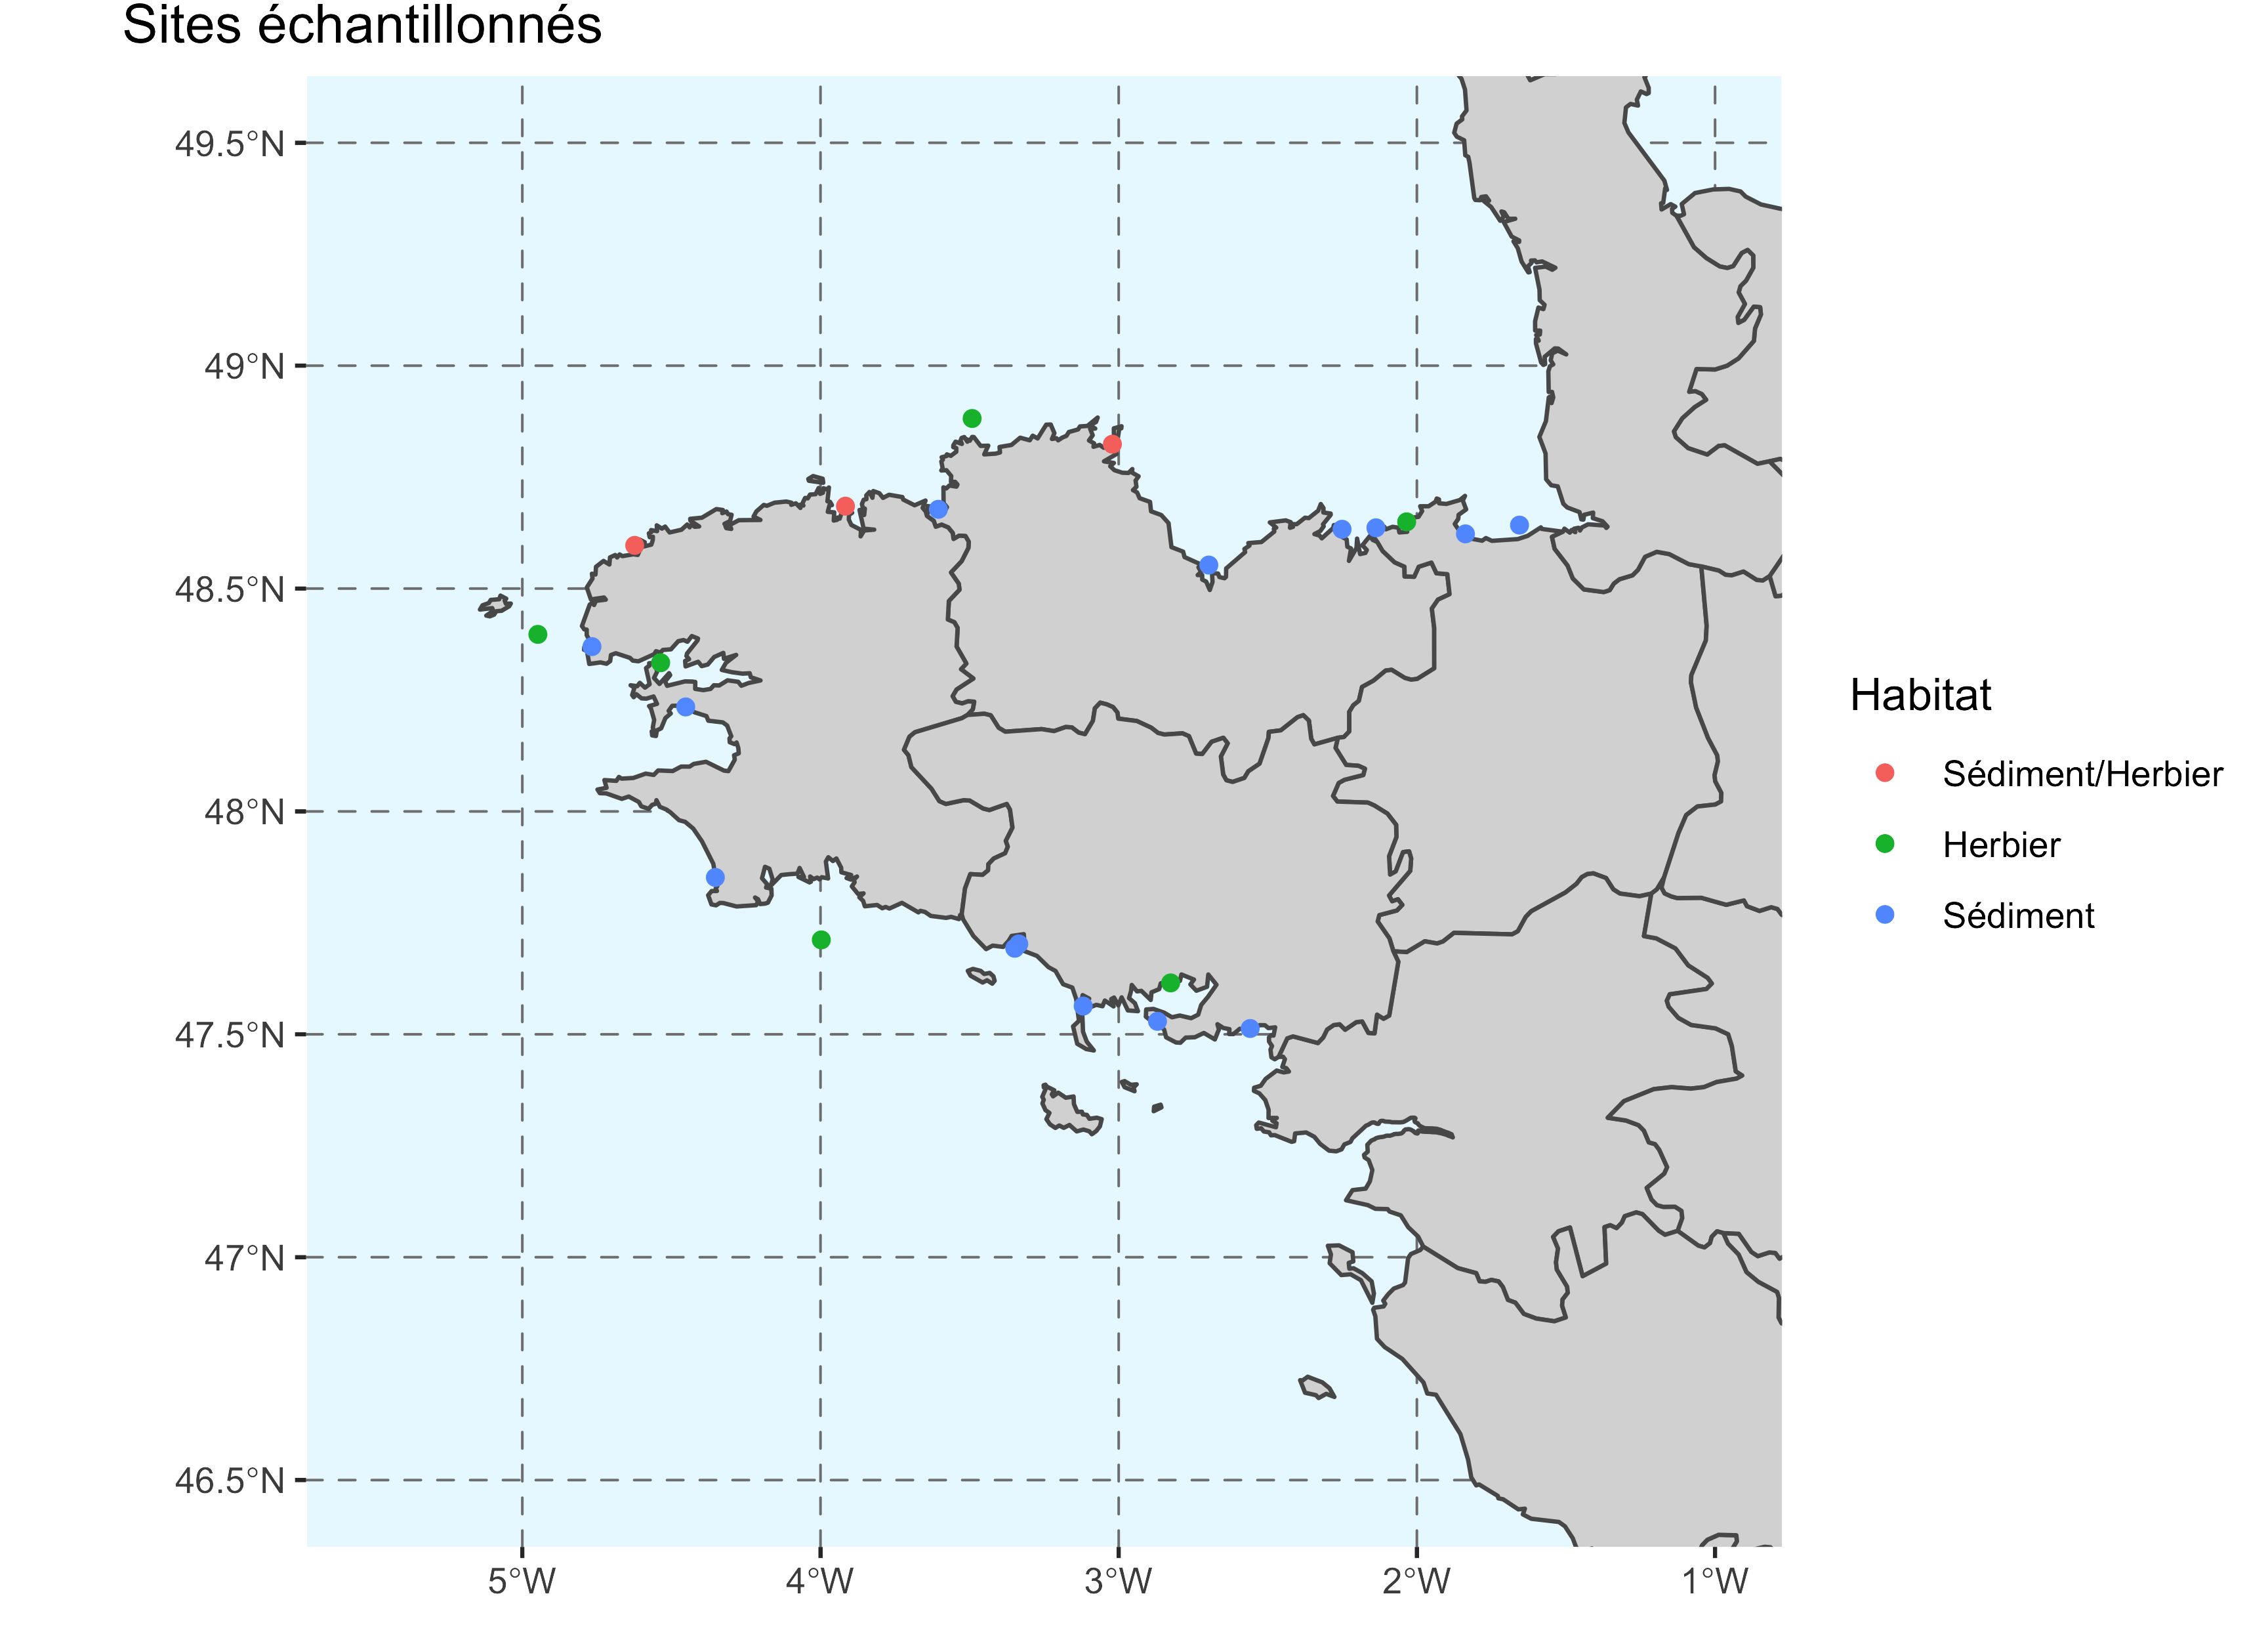 Sites échantillonnés
49.5°N
49°N
48.5°N
48°N
47.5°N
47°N
46.5°N
5°W
4°W
3°W
2°W
1°W
Habitat
Sédiment/Herbier
Herbier
Sédiment